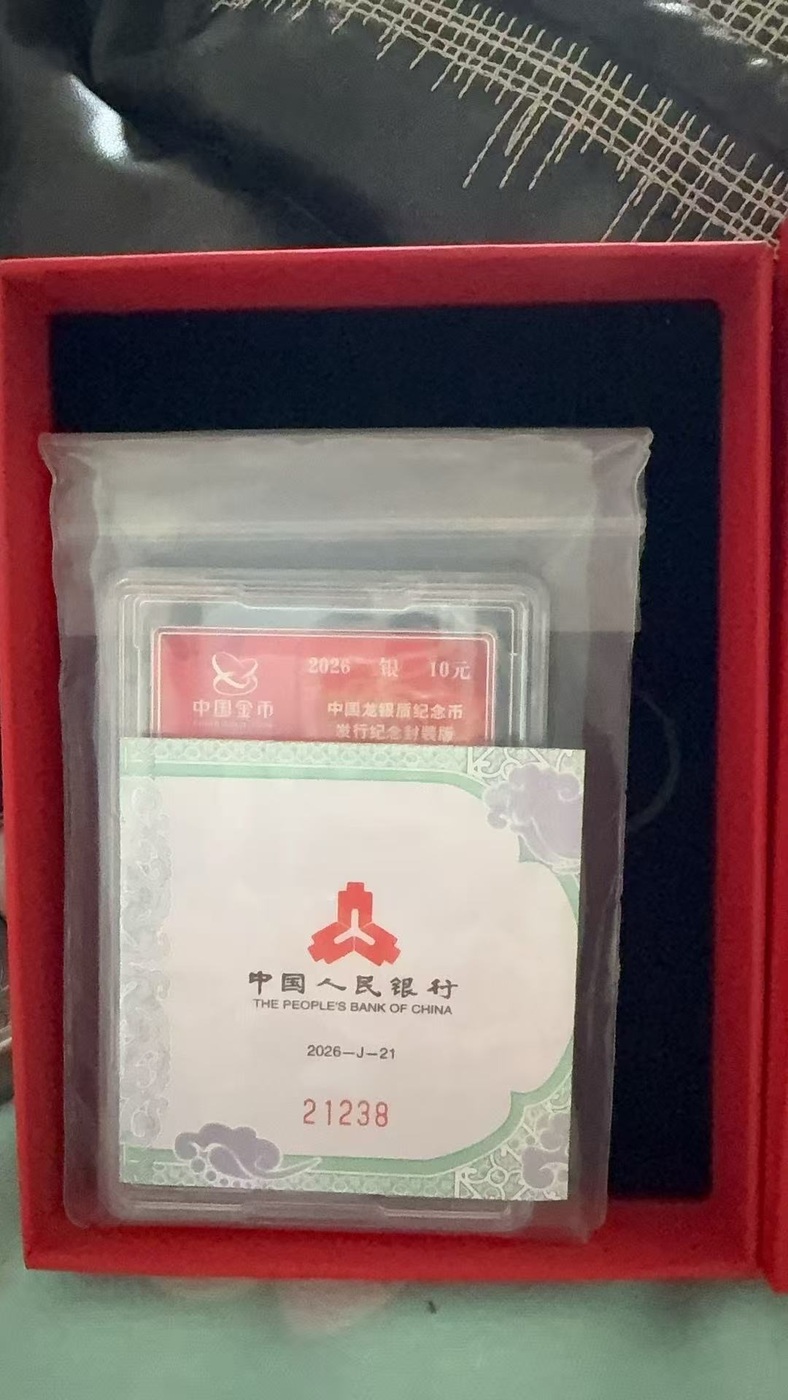 2026 银 10元
中国金币
中国龙银质纪念币
发行纪念封装版
中国人民银行
THE PEOPLE'S BANK OF CHINA
2026-J-21
21238